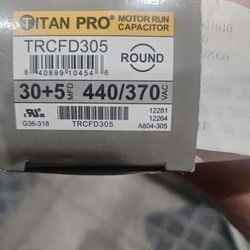 TITAN PRO® MOTOR RUN CAPACITOR
TRCFD305
ROUND
8 40899 10454 6
30+5 MFD 440/370 VAC
12281
12264
G36-318 TRCFD305 A804-305